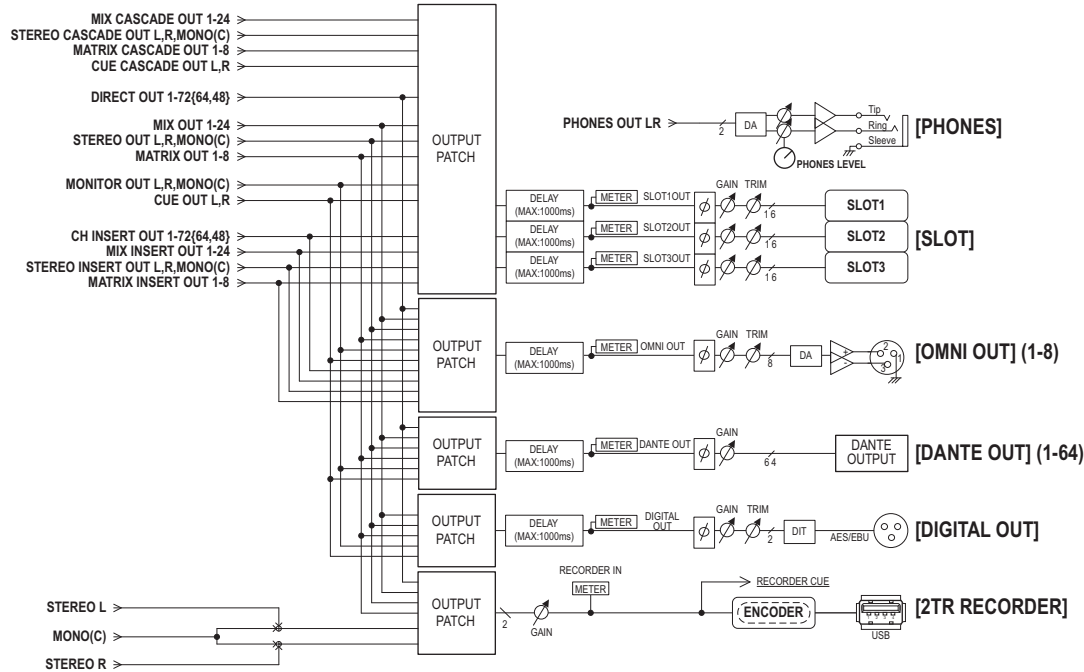 MIX CASCADE OUT 1-24
STEREO CASCADE OUT L,R,MONO(C)
MATRIX CASCADE OUT 1-8
CUE CASCADE OUT L,R
DIRECT OUT 1-72{64,48}
MIX OUT 1-24
STEREO OUT L,R,MONO(C)
MATRIX OUT 1-8
MONITOR OUT L,R,MONO(C)
CUE OUT L,R
CH INSERT OUT 1-72{64,48}
MIX INSERT OUT 1-24
STEREO INSERT OUT L,R,MONO(C)
MATRIX INSERT OUT 1-8
OUTPUT
PATCH
PHONES OUT LR
2
DA
PHONES LEVEL
Tip
Ring
Sleeve
[PHONES]
GAIN TRIM
DELAY
(MAX:1000ms)
METER SLOT1OUT
ϕ
16
SLOT1
DELAY
(MAX:1000ms)
METER SLOT2OUT
ϕ
16
SLOT2
[SLOT]
DELAY
(MAX:1000ms)
METER SLOT3OUT
ϕ
16
SLOT3
OUTPUT
PATCH
DELAY
(MAX:1000ms)
METER OMNI OUT
ϕ
GAIN TRIM
8
DA
+
-
2
1
3
[OMNI OUT] (1-8)
OUTPUT
PATCH
DELAY
(MAX:1000ms)
METER DANTE OUT
ϕ
GAIN
64
DANTE
OUTPUT
[DANTE OUT] (1-64)
OUTPUT
PATCH
DELAY
(MAX:1000ms)
METER DIGITAL
OUT
ϕ
GAIN TRIM
2
DIT
AES/EBU
[DIGITAL OUT]
STEREO L
MONO(C)
STEREO R
OUTPUT
PATCH
2
GAIN
RECORDER IN
METER
RECORDER CUE
ENCODER
USB
[2TR RECORDER]